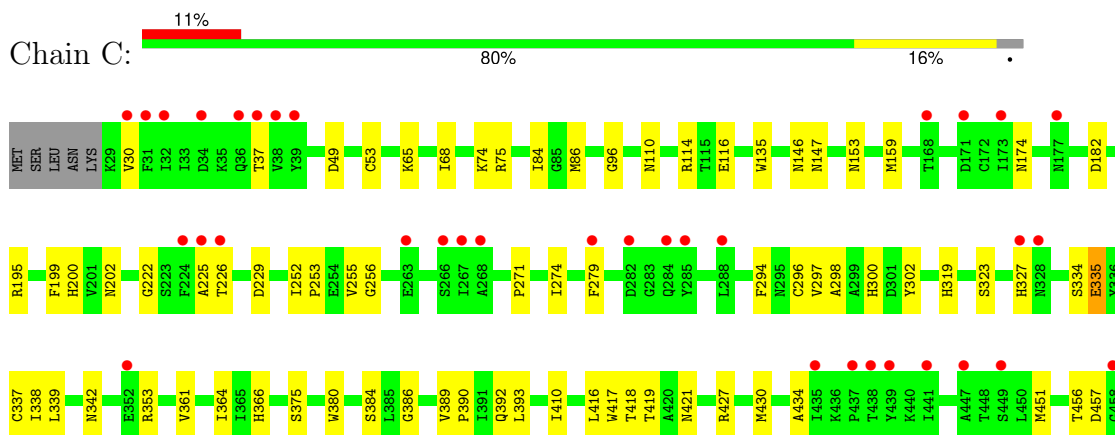 11%
Chain C:
80% 16% •
MET SER LEU ASN LYS K29 V30 F31 I32 I33 D34 K35 Q36 T37 V38 Y39 D49 C53 K65 I68 K74 R75 I84 G85 M86 G96 N110 R114 T115 E116 W135 N146 N147 N153 M159 T168 D171 C172 I173 N174 N177 D182
R195 F199 H200 V201 N202 G222 S223 F224 A225 T226 D229 I252 P253 E254 V255 G256 E263 S266 I267 A268 P271 I274 F279 D282 G283 Q284 Y285 L288 F294 N295 C296 V297 A298 A299 H300 D301 Y302 H319 S323 H327 N328 S334 E335 Y336
C337 I338 L339 N342 E352 R353 V361 I364 I365 H366 S375 W380 S384 L385 G386 V389 P390 I391 Q392 L393 I410 L416 W417 T418 T419 A420 N421 R427 M430 A434 I435 K436 P437 T438 Y439 K440 I441 A447 T448 S449 L450 M451 T456 D457